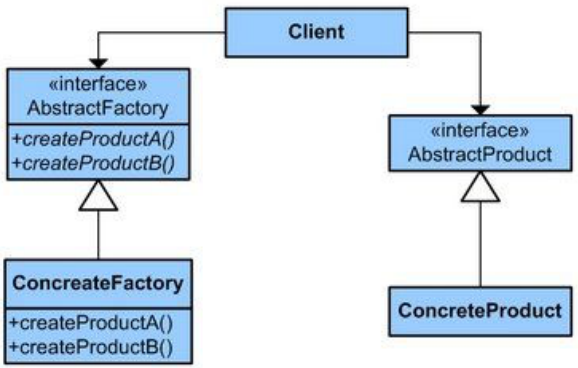 Client
«interface»
AbstractFactory
+createProductA()
+createProductB()
«interface»
AbstractProduct
ConcreateFactory
+createProductA()
+createProductB()
ConcreteProduct